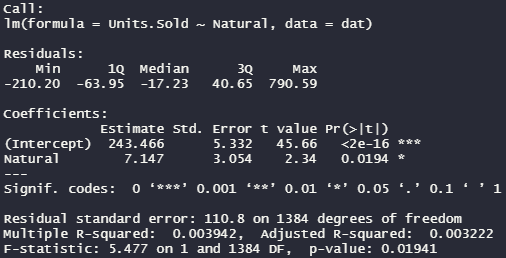 Call:
lm(formula = Units.Sold ~ Natural, data = dat)
Residuals:
Min 1Q Median 3Q Max
-210.20 -63.95 -17.23 40.65 790.59
Coefficients:
Estimate Std. Error t value Pr(>|t|)
(Intercept) 243.466 5.332 45.66 <2e-16 ***
Natural 7.147 3.054 2.34 0.0194 *
---
Signif. codes: 0 ‘***’ 0.001 ‘**’ 0.01 ‘*’ 0.05 ‘.’ 0.1 ‘ ’ 1
Residual standard error: 110.8 on 1384 degrees of freedom
Multiple R-squared: 0.003942, Adjusted R-squared: 0.003222
F-statistic: 5.477 on 1 and 1384 DF, p-value: 0.01941